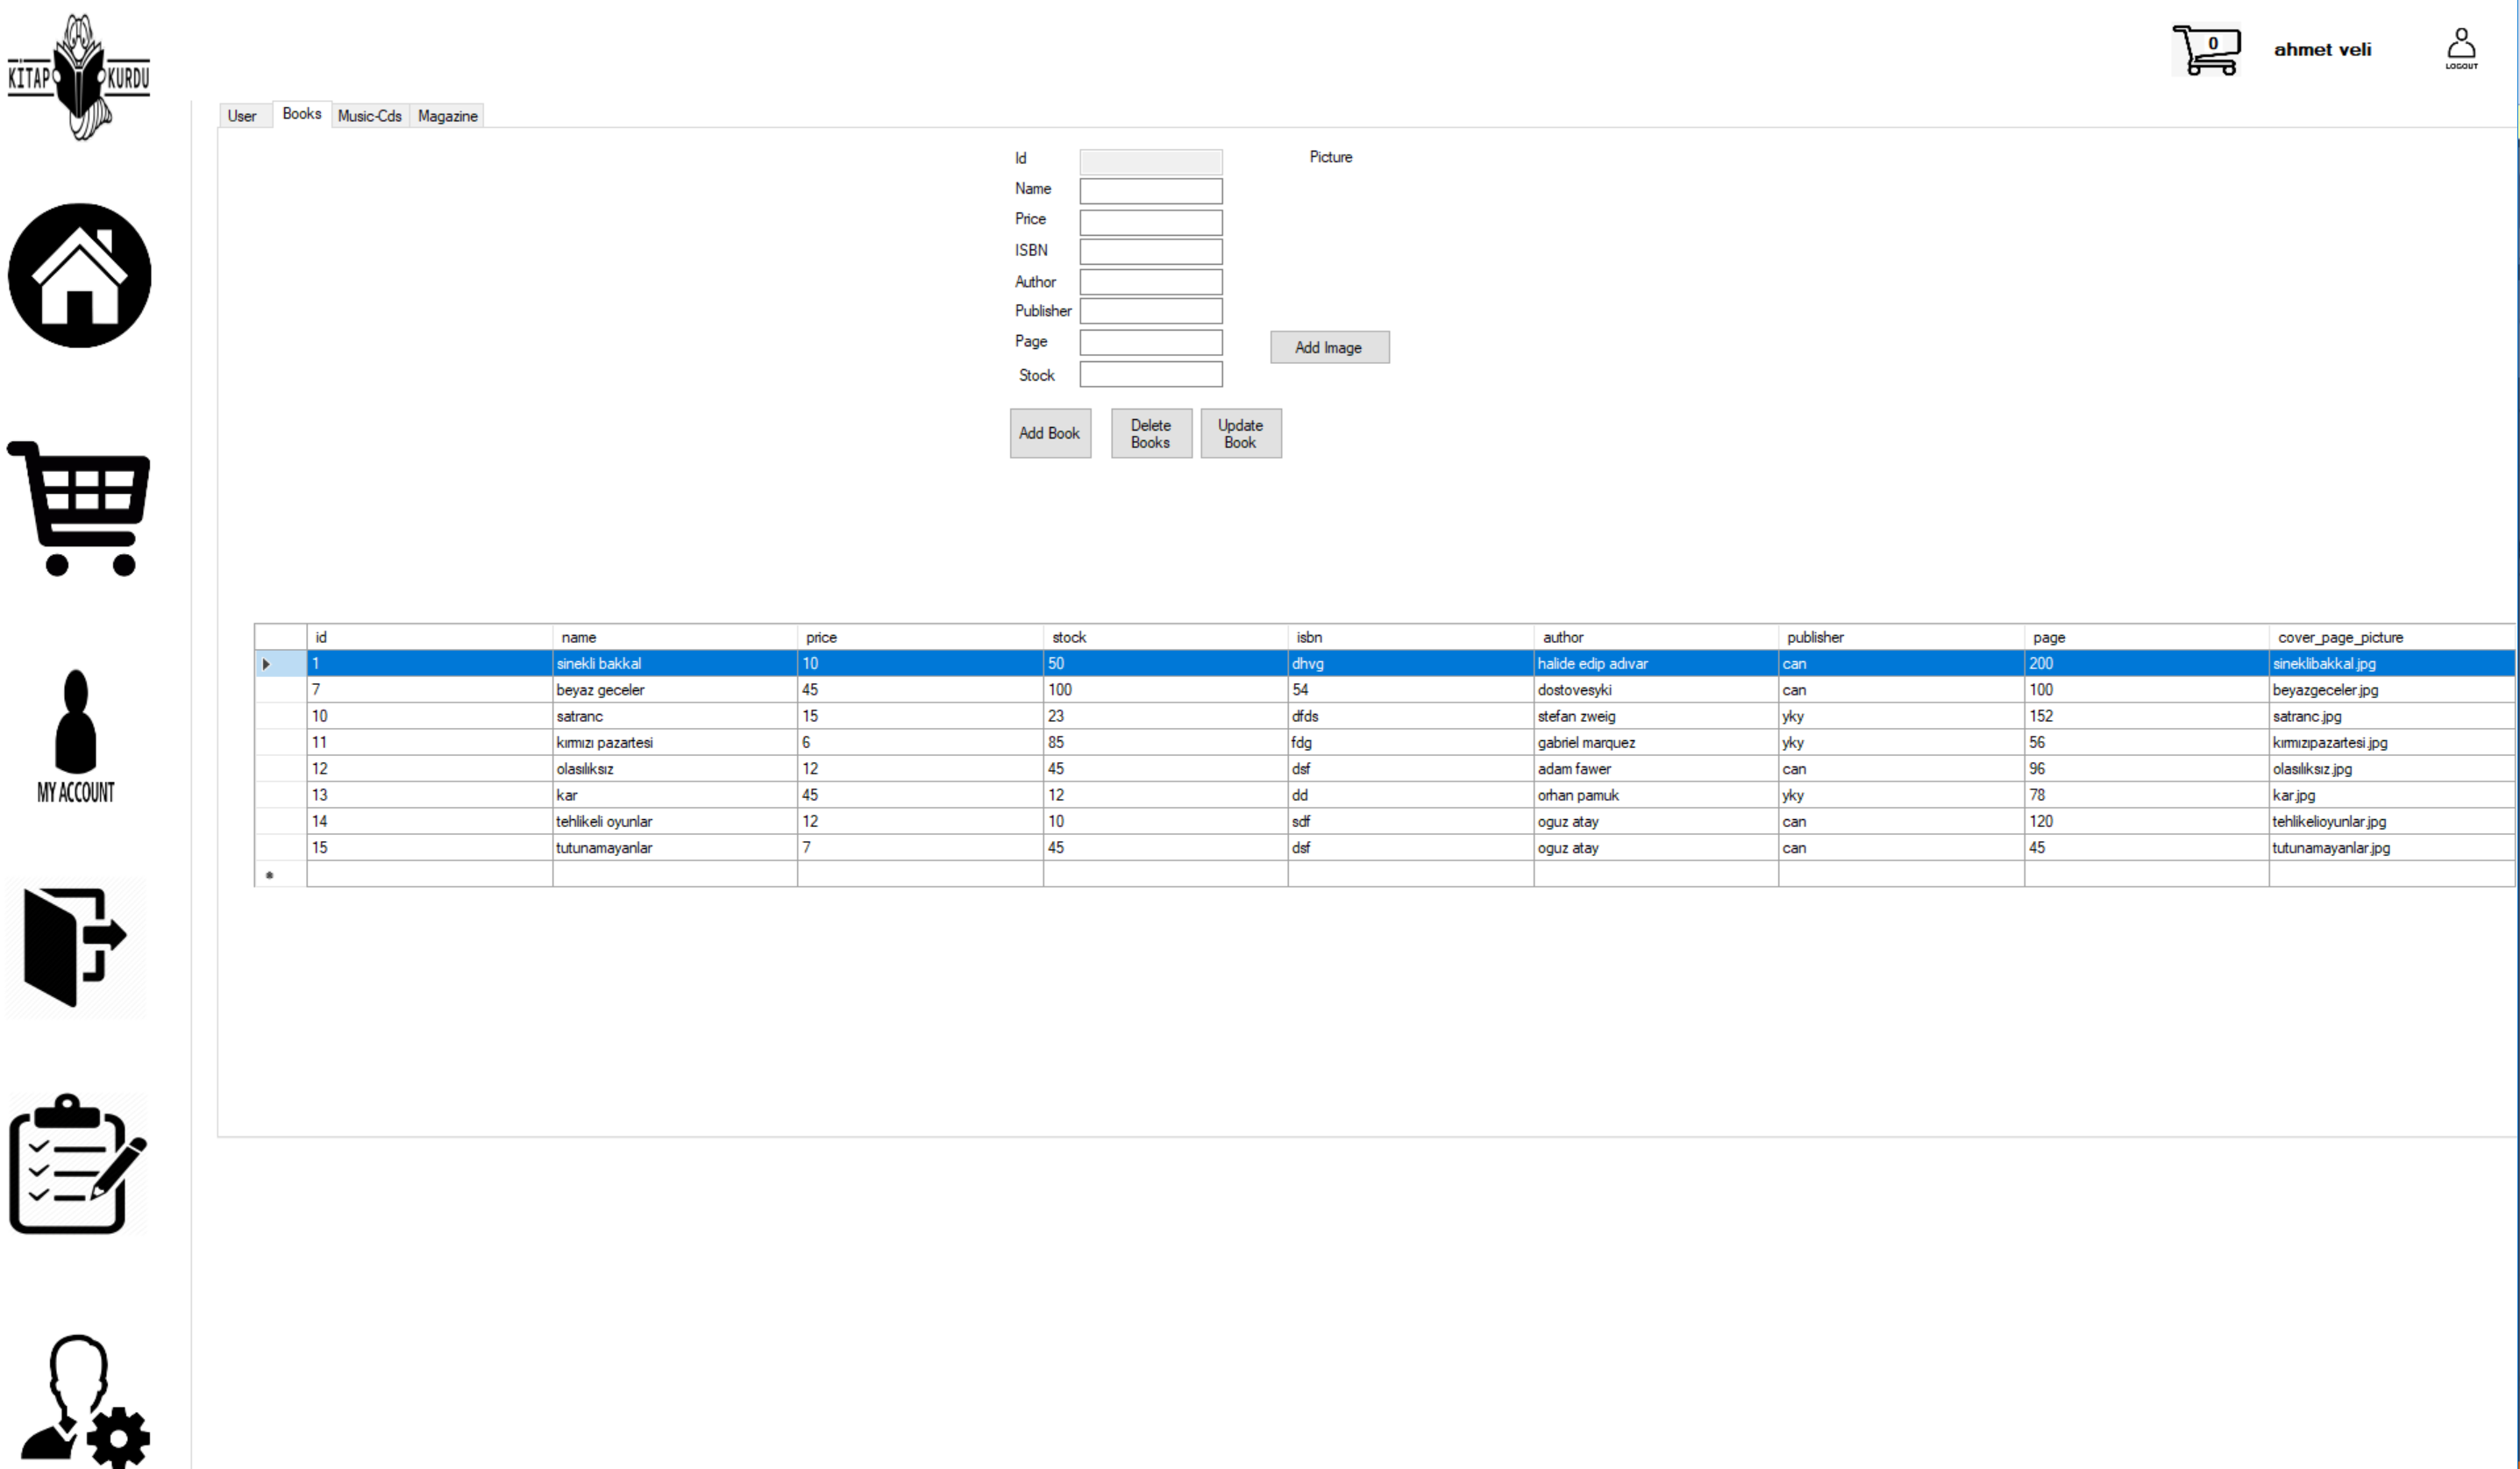 KİTAP KURDU
0 ahmet veli
LOGOUT
User Books Music-Cds Magazine
Id Picture
Name
Price
ISBN
Author
Publisher
Page Add Image
Stock
Add Book Delete Books Update Book
id name price stock isbn author publisher page cover_page_picture
1 sinekli bakkal 10 50 dhvg halide edip adıvar can 200 sineklibakkal.jpg
7 beyaz geceler 45 100 54 dostovesyki can 100 beyazgeceler.jpg
10 satranc 15 23 dfds stefan zweig yky 152 satranc.jpg
11 kırmızı pazartesi 6 85 fdg gabriel marquez yky 56 kırmızıpazartesi.jpg
12 olasılıksız 12 45 dsf adam fawer can 96 olasılıksız.jpg
13 kar 45 12 dd orhan pamuk yky 78 kar.jpg
14 tehlikeli oyunlar 12 10 sdf oguz atay can 120 tehlikelioyunlar.jpg
15 tutunamayanlar 7 45 dsf oguz atay can 45 tutunamayanlar.jpg
MY ACCOUNT